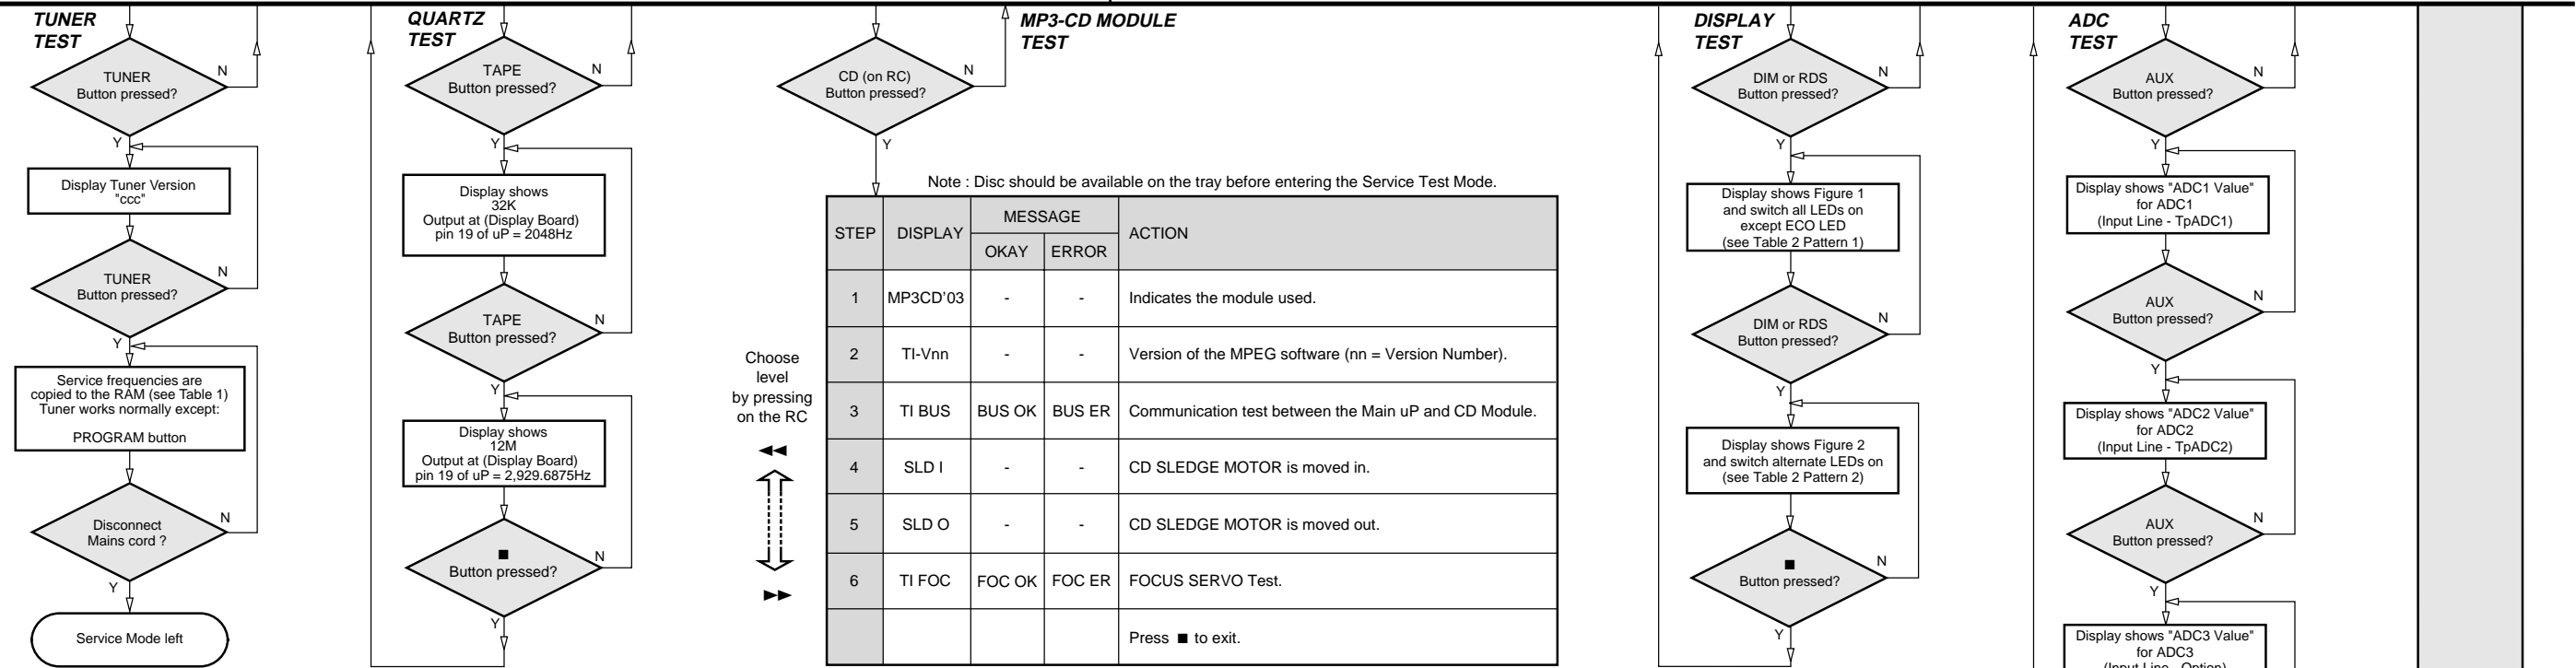 TUNER
TEST
TUNER
Button pressed?
N
Y
Display Tuner Version
"ccc"
TUNER
Button pressed?
N
Y
Service frequencies are
copied to the RAM (see Table 1)
Tuner works normally except:
PROGRAM button
Disconnect
Mains cord ?
N
Y
Service Mode left
QUARTZ
TEST
TAPE
Button pressed?
N
Y
Display shows
32K
Output at (Display Board)
pin 19 of uP = 2048Hz
TAPE
Button pressed?
N
Y
Display shows
12M
Output at (Display Board)
pin 19 of uP = 2,929.6875Hz
■
Button pressed?
N
Y
MP3-CD MODULE
TEST
CD (on RC)
Button pressed?
N
Y
Note : Disc should be available on the tray before entering the Service Test Mode.
Choose
level
by pressing
on the RC
◄◄
►►
STEP DISPLAY MESSAGE ACTION
OKAY ERROR
1 MP3CD'03 - - Indicates the module used.
2 TI-Vnn - - Version of the MPEG software (nn = Version Number).
3 TI BUS BUS OK BUS ER Communication test between the Main uP and CD Module.
4 SLD I - - CD SLEDGE MOTOR is moved in.
5 SLD O - - CD SLEDGE MOTOR is moved out.
6 TI FOC FOC OK FOC ER FOCUS SERVO Test.
Press ■ to exit.
DISPLAY
TEST
DIM or RDS
Button pressed?
N
Y
Display shows Figure 1
and switch all LEDs on
except ECO LED
(see Table 2 Pattern 1)
DIM or RDS
Button pressed?
N
Y
Display shows Figure 2
and switch alternate LEDs on
(see Table 2 Pattern 2)
■
Button pressed?
N
Y
ADC
TEST
AUX
Button pressed?
N
Y
Display shows "ADC1 Value"
for ADC1
(Input Line - TpADC1)
AUX
Button pressed?
N
Y
Display shows "ADC2 Value"
for ADC2
(Input Line - TpADC2)
AUX
Button pressed?
N
Y
Display shows "ADC3 Value"
for ADC3
(Input Line - Option)